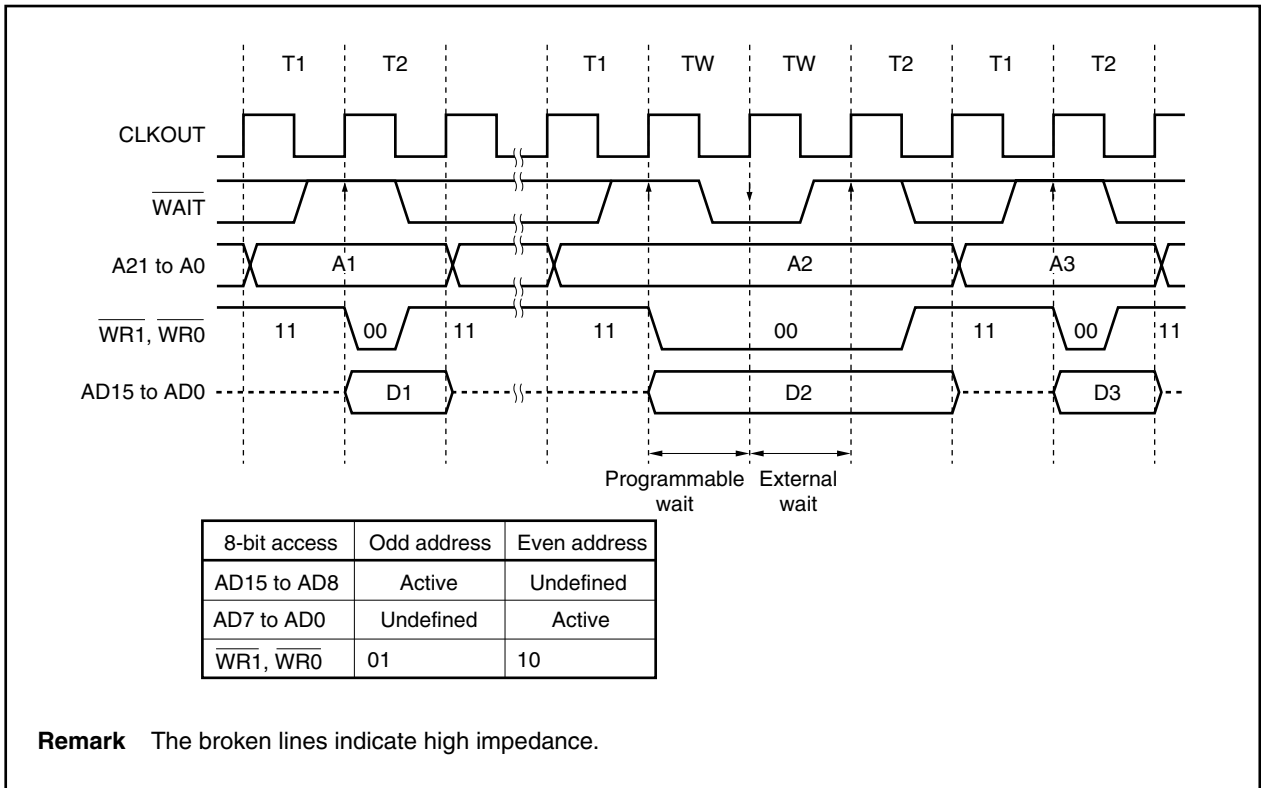 T1 T2 T1 TW TW T2 T1 T2
CLKOUT
WAIT
A21 to A0 A1 A2 A3
WR1, WR0 11 00 11 11 00 11 00 11
AD15 to AD0 D1 D2 D3
Programmable wait
External wait
8-bit access Odd address Even address
AD15 to AD8 Active Undefined
AD7 to AD0 Undefined Active
WR1, WR0 01 10
Remark The broken lines indicate high impedance.